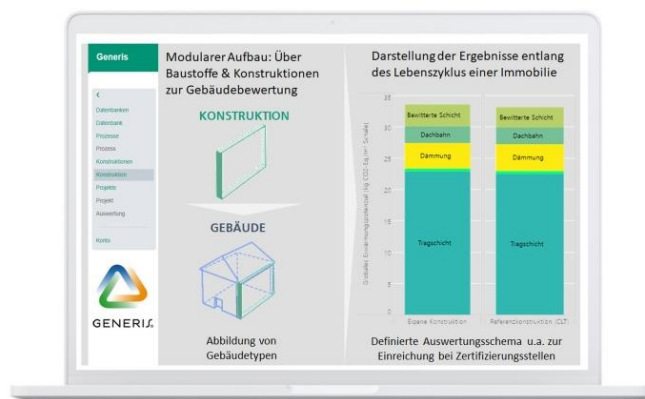 Generis
Datenbanken
Datenbank
Prozesse
Prozess
Konstruktionen
Konstruktion
Projekte
Projekt
Auswertung
Konto
GENERIS
Modularer Aufbau: Über
Baustoffe & Konstruktionen
zur Gebäudebewertung
KONSTRUKTION
GEBÄUDE
Abbildung von
Gebäudetypen
Darstellung der Ergebnisse entlang
des Lebenszyklus einer Immobilie
35
30
25
20
15
10
5
0
Bewitterte Schicht
Bewitterte Schicht
Dachbahn
Dachbahn
Dämmung
Dämmung
Tragschicht
Tragschicht
Eigene Konstruktion
Referenzkonstruktion (CLT)
Definierte Auswertungsschema u.a. zur
Einreichung bei Zertifizierungsstellen